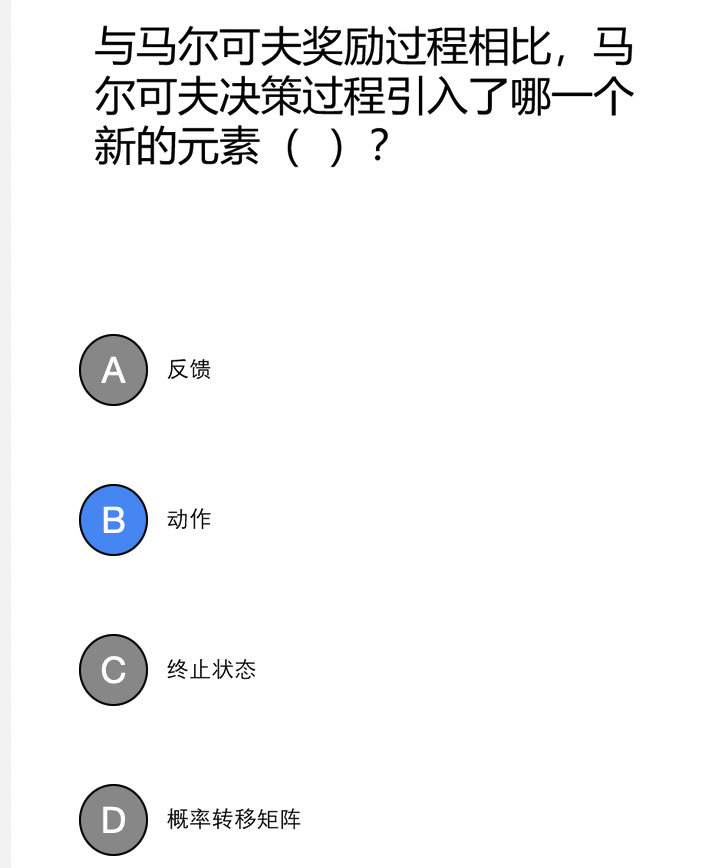 与马尔可夫奖励过程相比，马
尔可夫决策过程引入了哪一个
新的元素（ ）？
A 反馈
B 动作
C 终止状态
D 概率转移矩阵